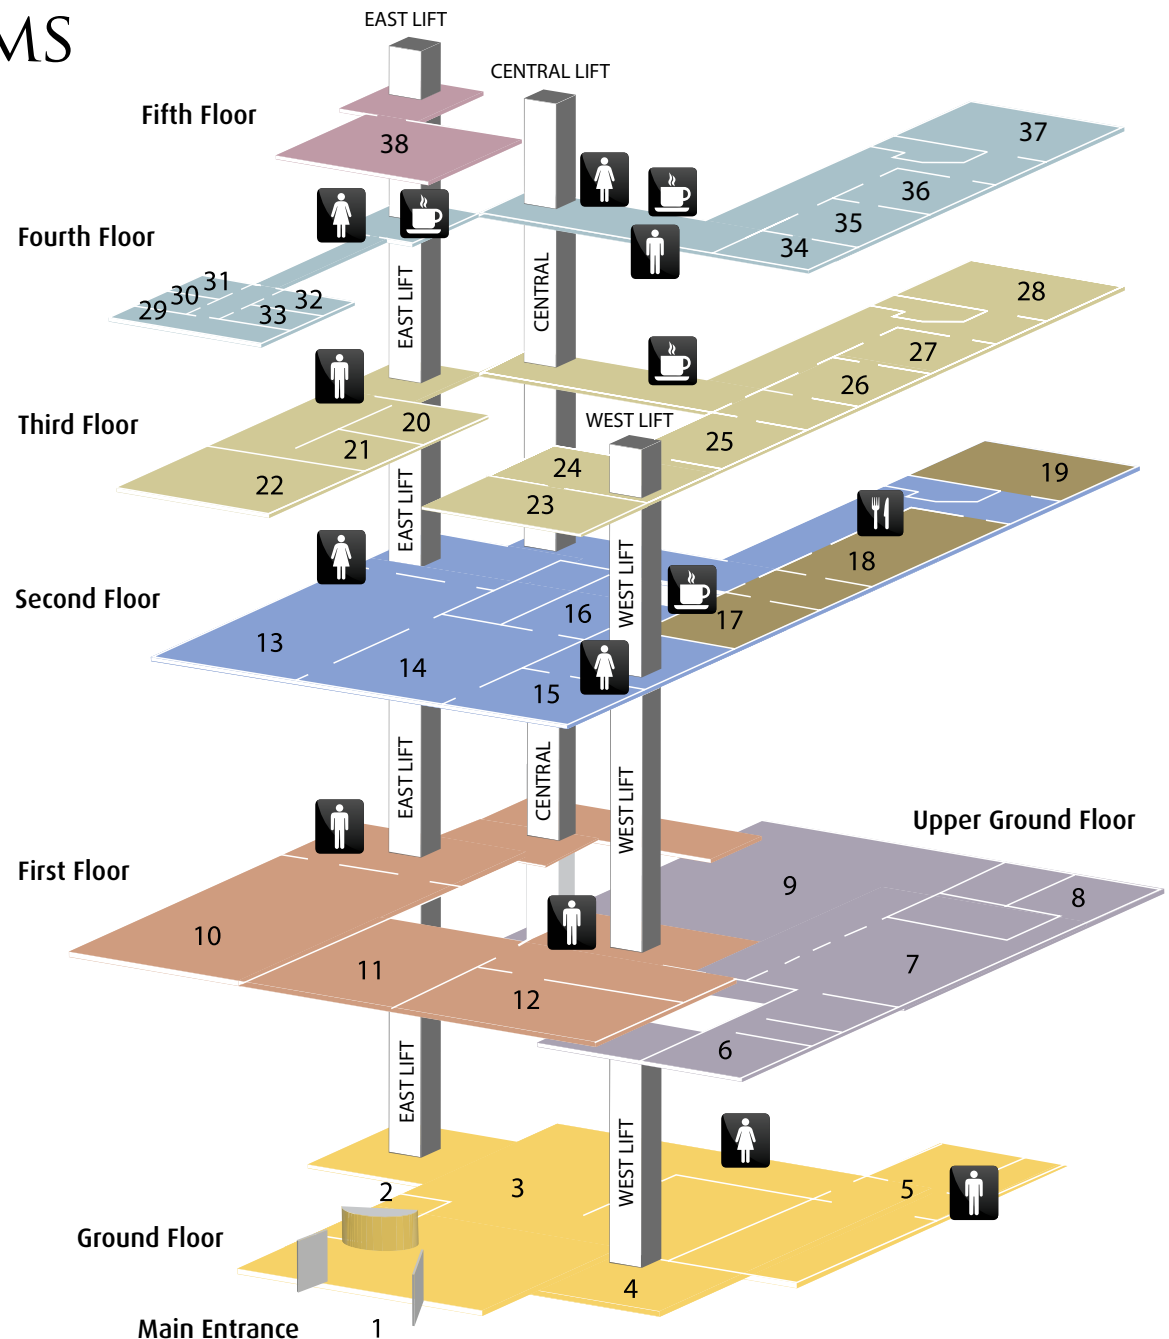 MS
EAST LIFT
CENTRAL LIFT
Fifth Floor
38
37
36
35
34
Fourth Floor
31
30
29
32
33
EAST LIFT
CENTRAL
28
27
26
25
Third Floor
20
21
22
WEST LIFT
24
23
EAST LIFT
19
18
17
Second Floor
WEST LIFT
16
13
14
15
EAST LIFT
CENTRAL
WEST LIFT
Upper Ground Floor
First Floor
9
8
7
10
11
12
6
EAST LIFT
WEST LIFT
2
3
5
Ground Floor
4
Main Entrance
1